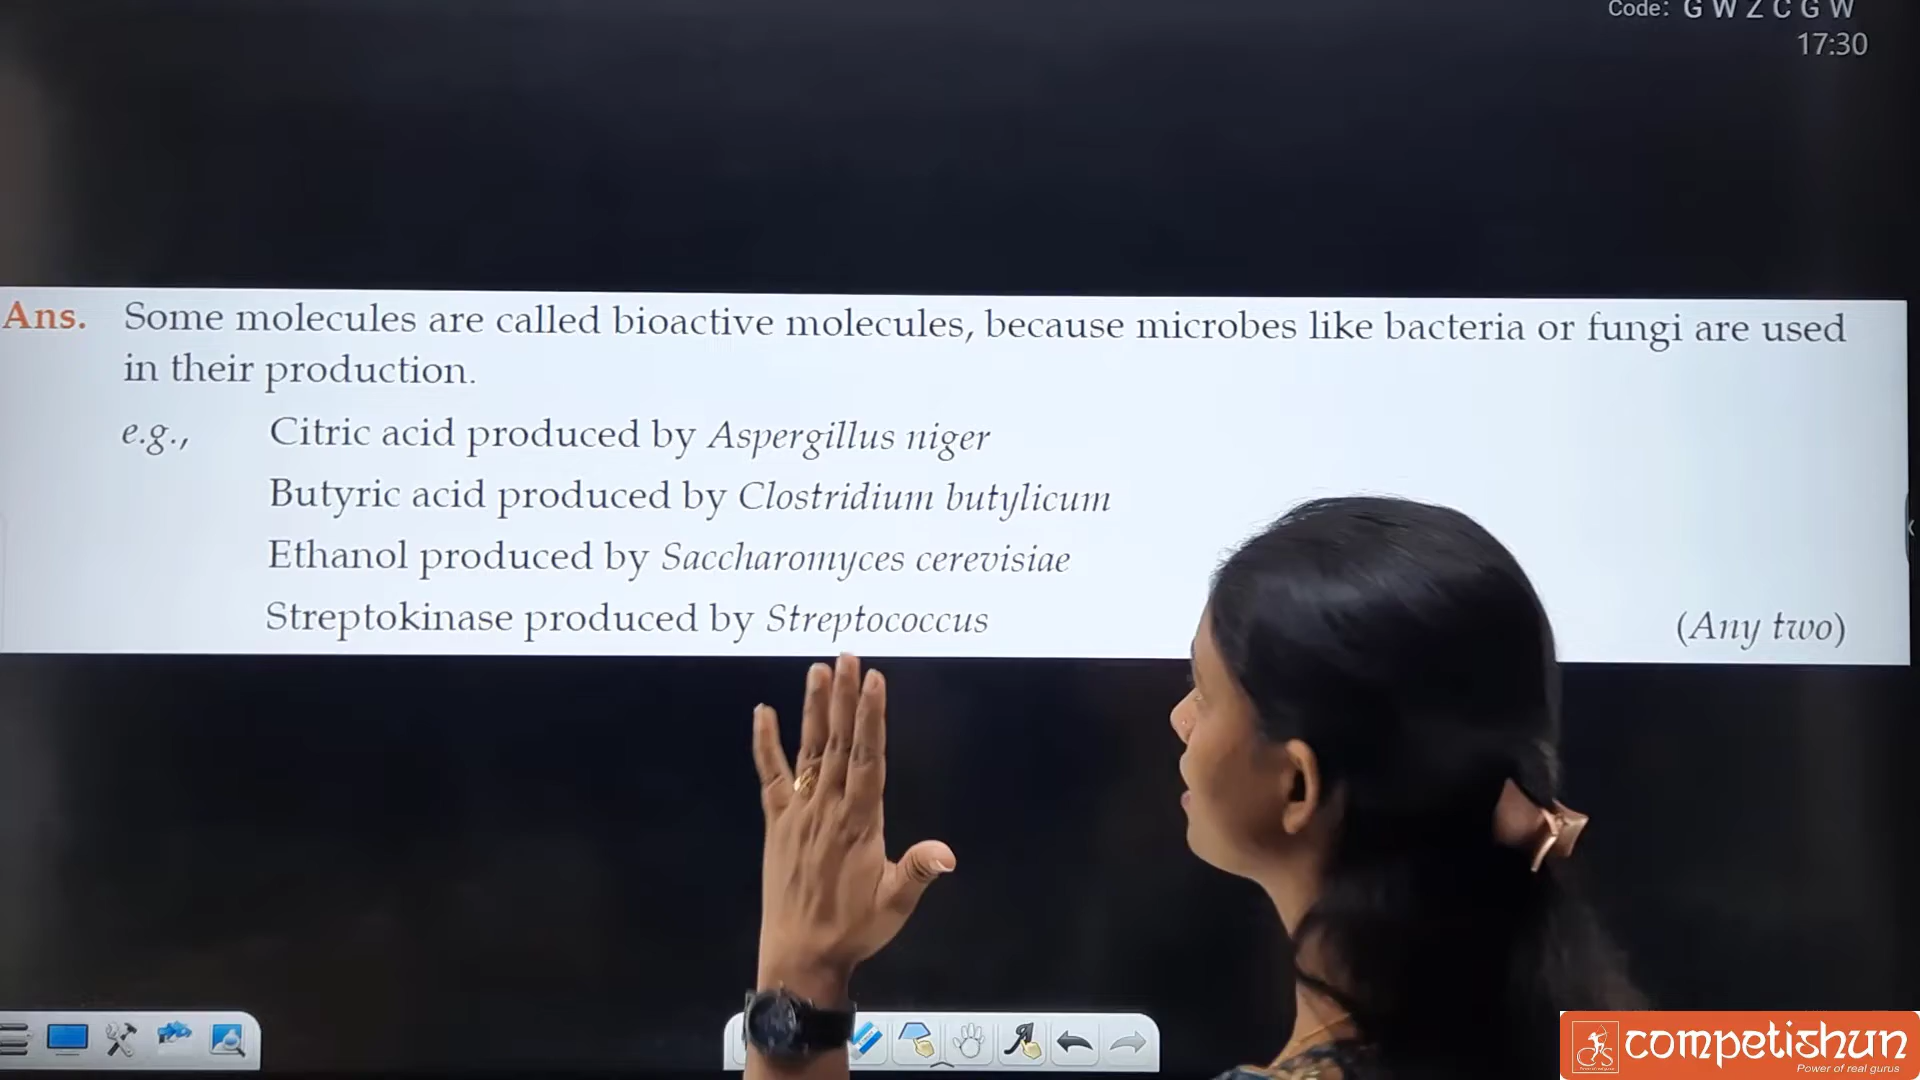 Code: G W Z C G W
17:30
Ans. Some molecules are called bioactive molecules, because microbes like bacteria or fungi are used
in their production.
e.g., Citric acid produced by Aspergillus niger
Butyric acid produced by Clostridium butylicum
Ethanol produced by Saccharomyces cerevisiae
Streptokinase produced by Streptococcus (Any two)
competishun
Power of real gurus